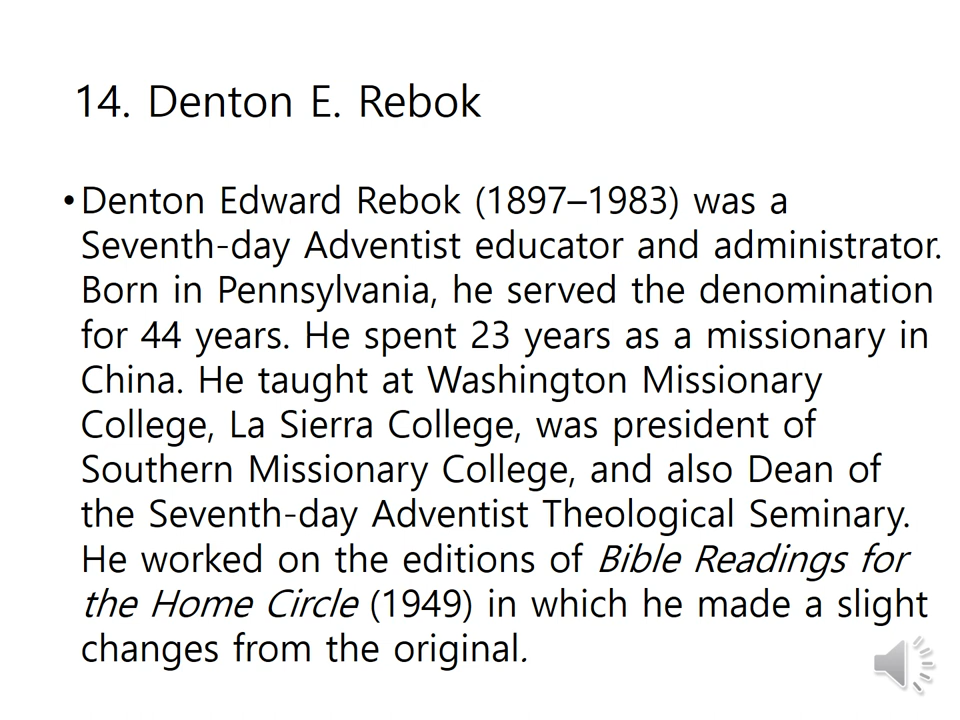 14. Denton E. Rebok
•Denton Edward Rebok (1897–1983) was a
Seventh-day Adventist educator and administrator.
Born in Pennsylvania, he served the denomination
for 44 years. He spent 23 years as a missionary in
China. He taught at Washington Missionary
College, La Sierra College, was president of
Southern Missionary College, and also Dean of
the Seventh-day Adventist Theological Seminary.
He worked on the editions of Bible Readings for
the Home Circle (1949) in which he made a slight
changes from the original.